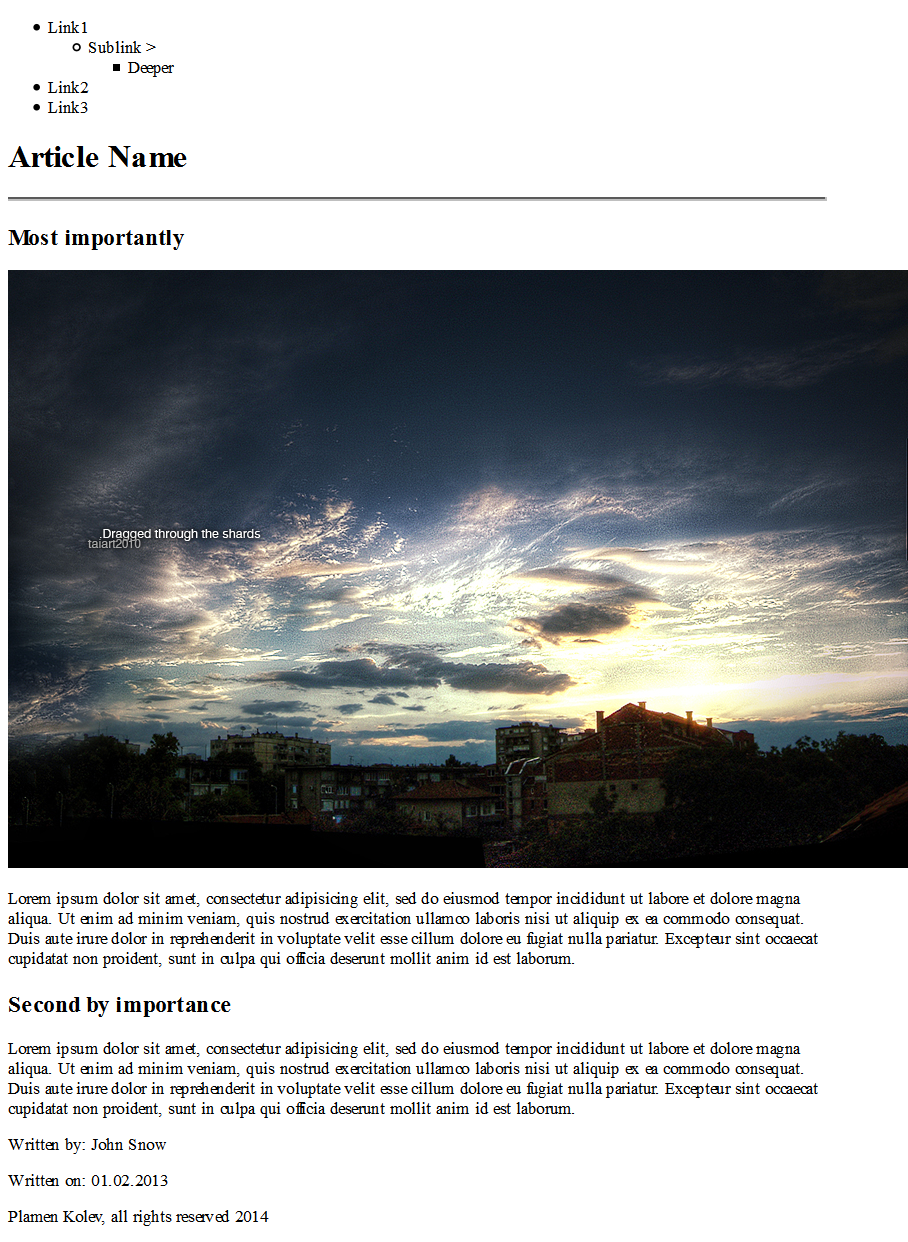 Link1
Sublink >
Deeper
Link2
Link3
Article Name
Most importantly
Dragged through the shards
taiart2010
Lorem ipsum dolor sit amet, consectetur adipisicing elit, sed do eiusmod tempor incididunt ut labore et dolore magna
aliqua. Ut enim ad minim veniam, quis nostrud exercitation ullamco laboris nisi ut aliquip ex ea commodo consequat.
Duis aute irure dolor in reprehenderit in voluptate velit esse cillum dolore eu fugiat nulla pariatur. Excepteur sint occaecat
cupidatat non proident, sunt in culpa qui officia deserunt mollit anim id est laborum.
Second by importance
Lorem ipsum dolor sit amet, consectetur adipisicing elit, sed do eiusmod tempor incididunt ut labore et dolore magna
aliqua. Ut enim ad minim veniam, quis nostrud exercitation ullamco laboris nisi ut aliquip ex ea commodo consequat.
Duis aute irure dolor in reprehenderit in voluptate velit esse cillum dolore eu fugiat nulla pariatur. Excepteur sint occaecat
cupidatat non proident, sunt in culpa qui officia deserunt mollit anim id est laborum.
Written by: John Snow
Written on: 01.02.2013
Plamen Kolev, all rights reserved 2014